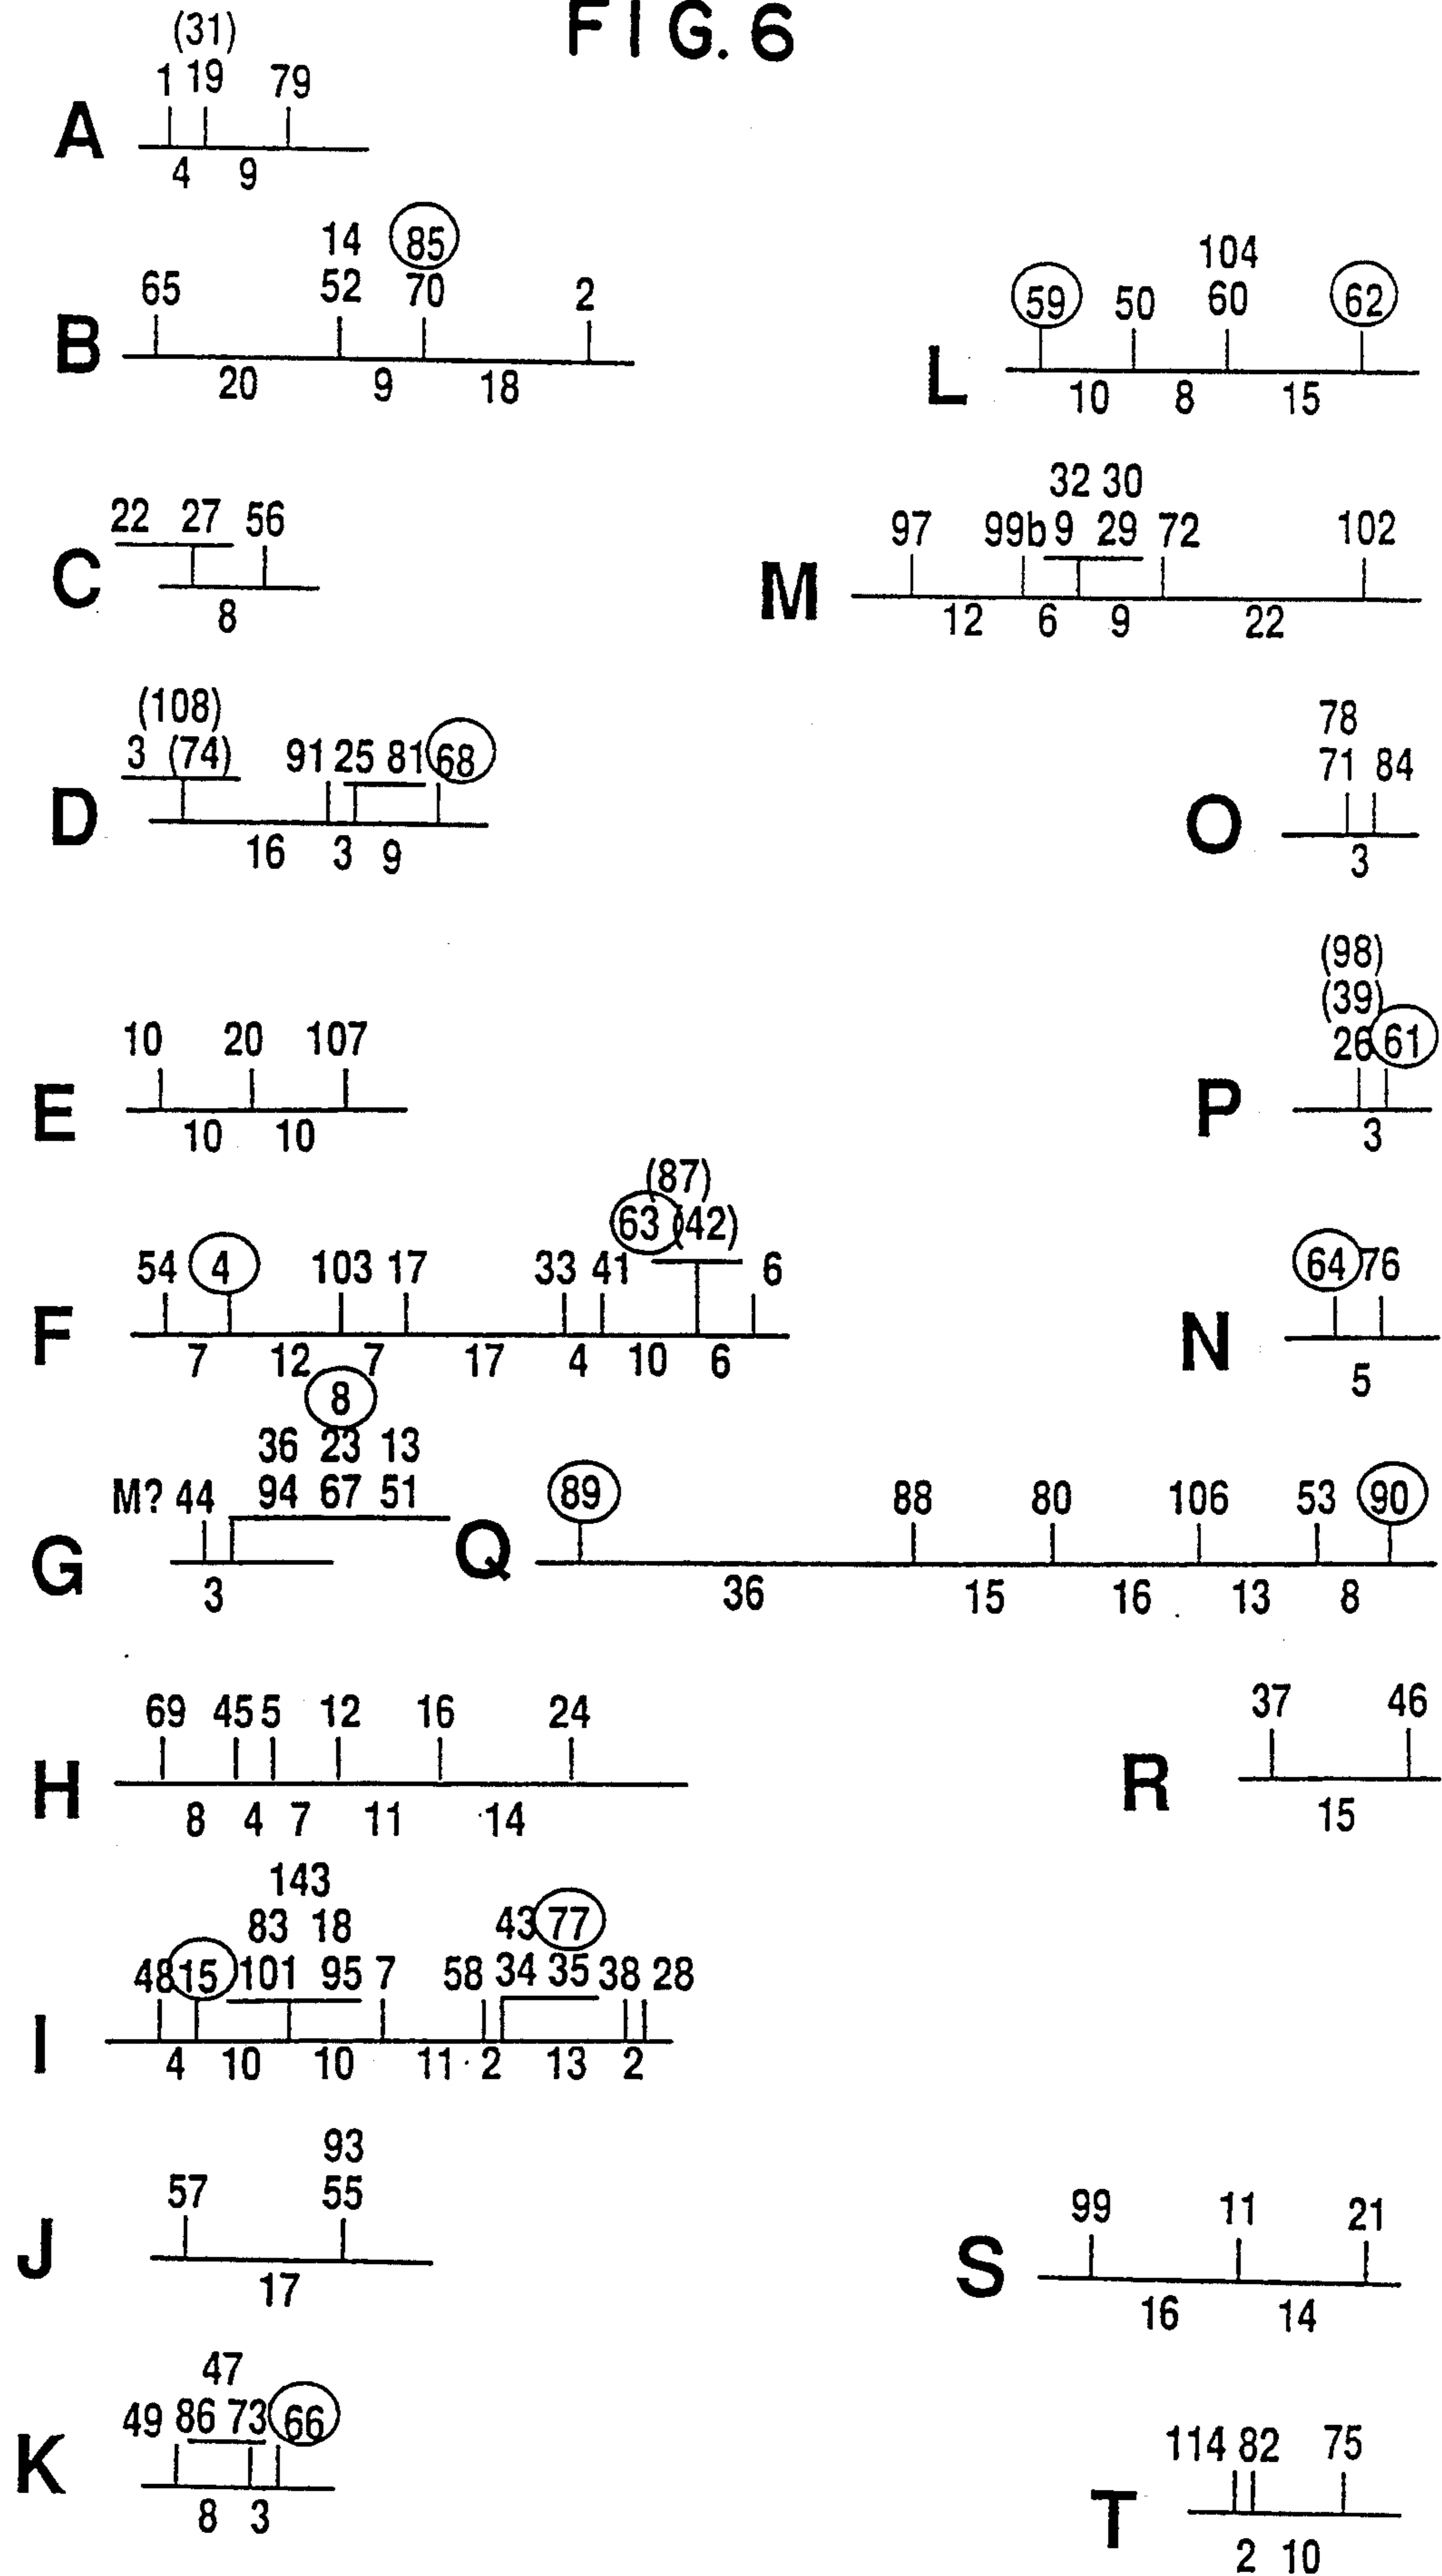 FIG. 6
(31)
1 19 79
A
4 9
14 85
65 52 70 2
B
20 9 18
104
59 50 60 62
L
10 8 15
22 27 56
C
8
32 30
97 99b 9 29 72 102
M
12 6 9 22
(108)
3 (74) 91 25 81 68
D
16 3 9
78
71 84
O
3
10 20 107
E
10 10
(98)
(39)
26 61
P
3
(87)
63 (42)
54 4 103 17 33 41 6
F
7 12 7 17 4 10 6
64 76
N
5
8
36 23 13
M? 44 94 67 51
G
3
89 88 80 106 53 90
Q
36 15 16 13 8
69 45 5 12 16 24
H
8 4 7 11 14
37 46
R
15
143
83 18 43 77
48 15 101 95 7 58 34 35 38 28
I
4 10 10 11 2 13 2
93
57 55
J
17
99 11 21
S
16 14
47
49 86 73 66
K
8 3
114 82 75
T
2 10